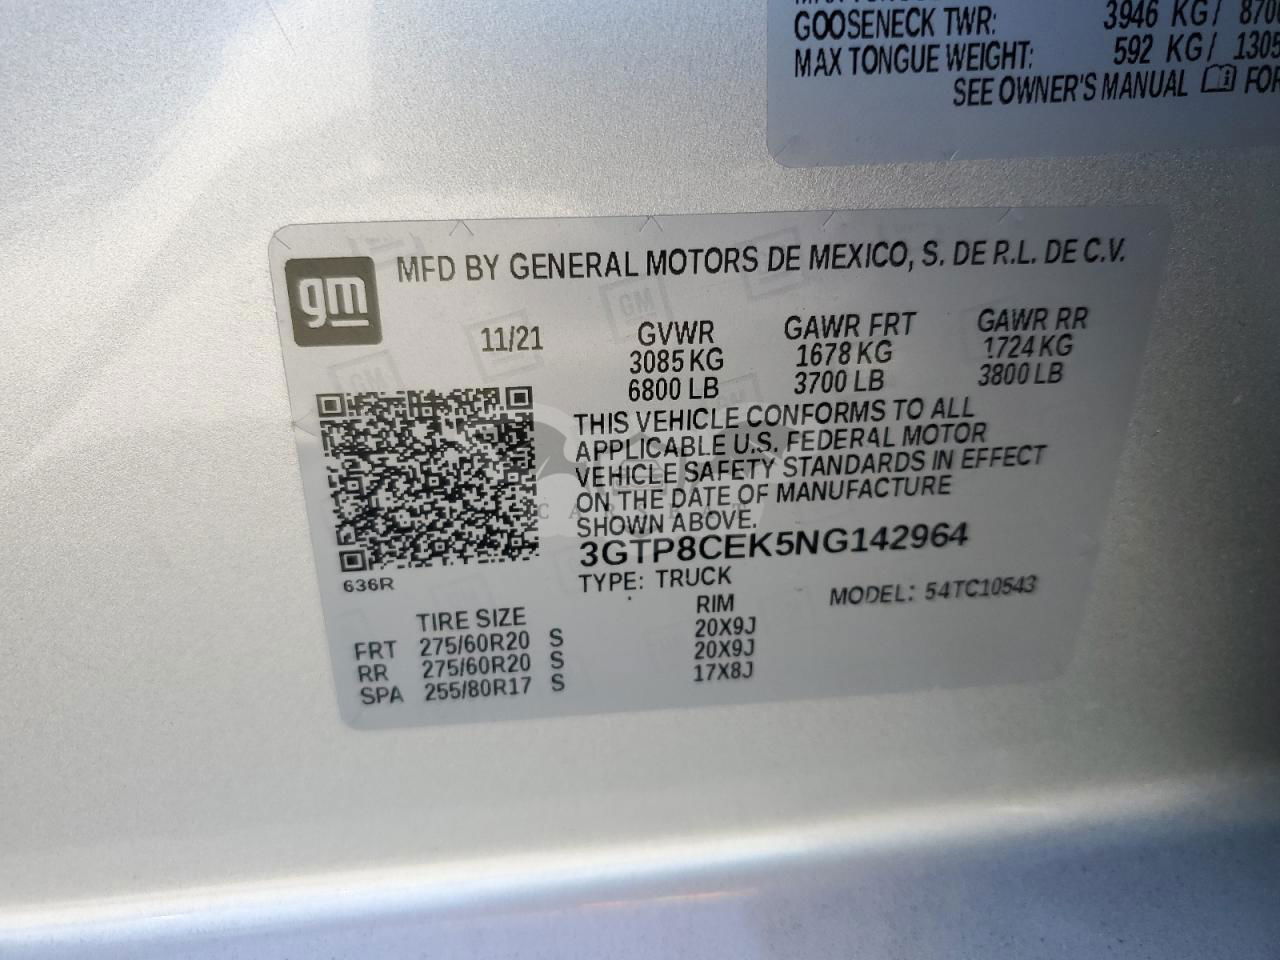 GOOSENECK TWR: 3946 KG/
MAX TONGUE WEIGHT: 592 KG/ 1305
SEE OWNER'S MANUAL FOR
gm
MFD BY GENERAL MOTORS DE MEXICO, S. DE R.L. DE C.V.
11/21 GVWR GAWR FRT GAWR RR
3085 KG 1678 KG 1724 KG
6800 LB 3700 LB 3800 LB
THIS VEHICLE CONFORMS TO ALL
APPLICABLE U.S. FEDERAL MOTOR
VEHICLE SAFETY STANDARDS IN EFFECT
ON THE DATE OF MANUFACTURE
SHOWN ABOVE.
3GTP8CEK5NG142964
636R
TYPE: TRUCK
MODEL: 54TC10543
TIRE SIZE RIM
FRT 275/60R20 S 20X9J
RR 275/60R20 S 20X9J
SPA 255/80R17 S 17X8J